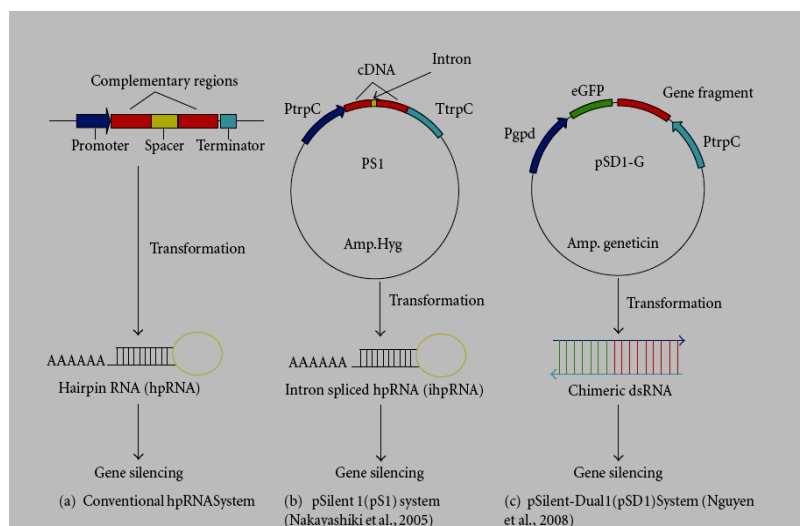 Complementary regions
Promoter Spacer Terminator
Transformation
AAAAAA
Hairpin RNA (hpRNA)
Gene silencing
(a) Conventional hpRNASystem
Intron
cDNA
PtrpC TtrpC
PS1
Amp.Hyg
Transformation
AAAAAA
Intron spliced hpRNA (ihpRNA)
Gene silencing
(b) pSilent 1(pS1) system
(Nakayashiki et al., 2005)
eGFP
Gene fragment
Pgpd PtrpC
pSD1-G
Amp. geneticin
Transformation
Chimeric dsRNA
Gene silencing
(c) pSilent-Dual1(pSD1)System (Nguyen
et al., 2008)